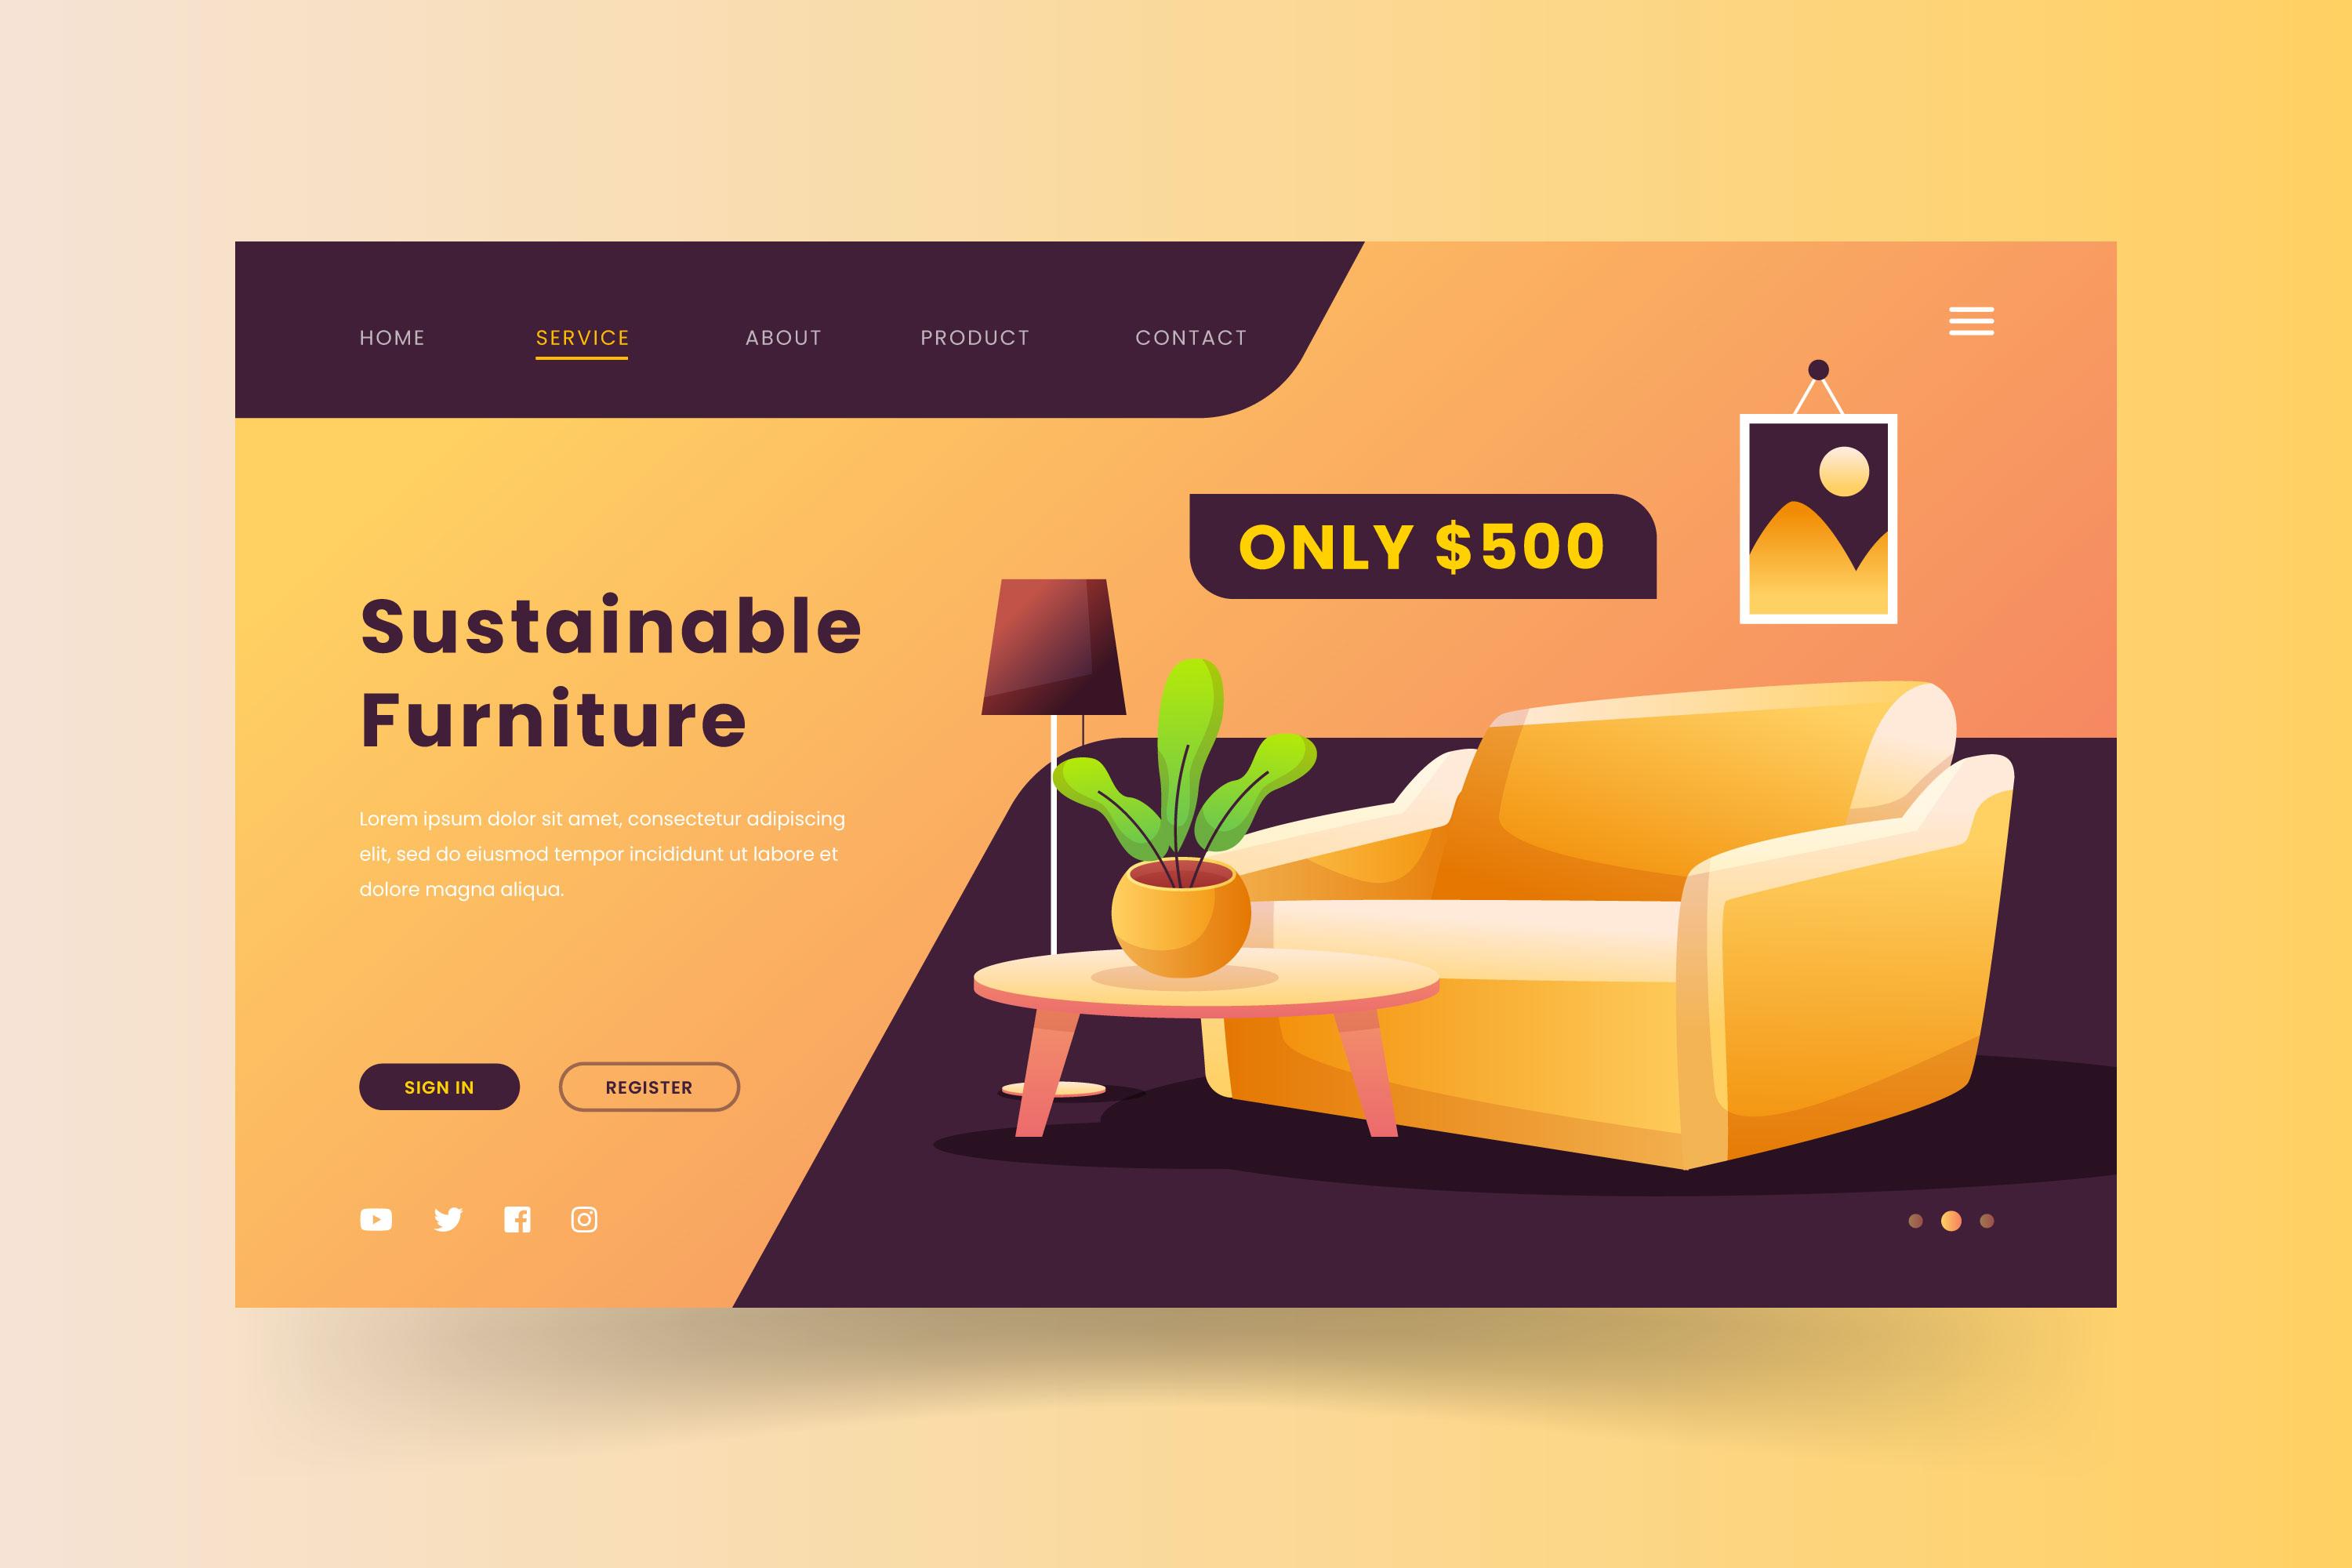 HOME SERVICE ABOUT PRODUCT CONTACT
ONLY $500
Sustainable
Furniture
Lorem ipsum dolor sit amet, consectetur adipiscing
elit, sed do eiusmod tempor incididunt ut labore et
dolore magna aliqua.
SIGN IN REGISTER